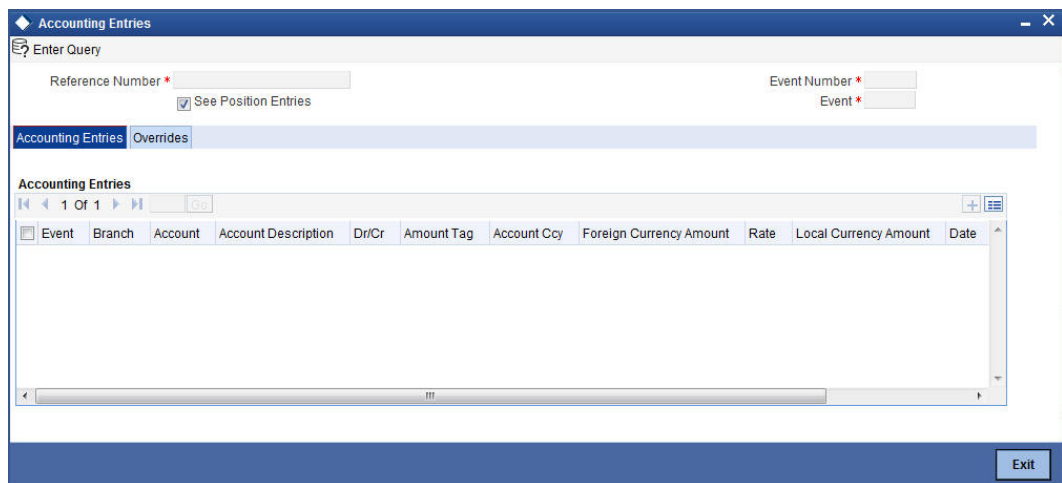 Accounting Entries
Enter Query
Reference Number * Event Number *
See Position Entries Event *
Accounting Entries Overrides
Accounting Entries
1 Of 1 Go
Event Branch Account Account Description Dr/Cr Amount Tag Account Ccy Foreign Currency Amount Rate Local Currency Amount Date
Exit